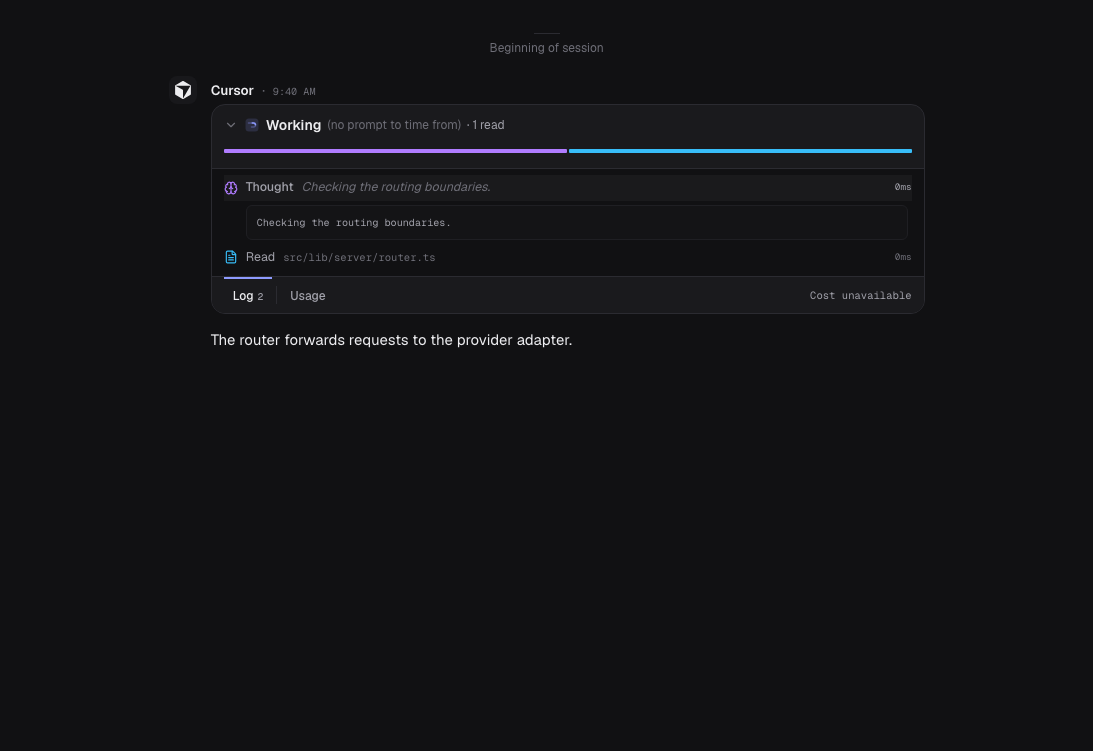 Beginning of session
Cursor · 9:40 AM
Working (no prompt to time from) · 1 read
Thought Checking the routing boundaries. 0ms
Checking the routing boundaries.
Read src/lib/server/router.ts 0ms
Log 2 Usage Cost unavailable
The router forwards requests to the provider adapter.